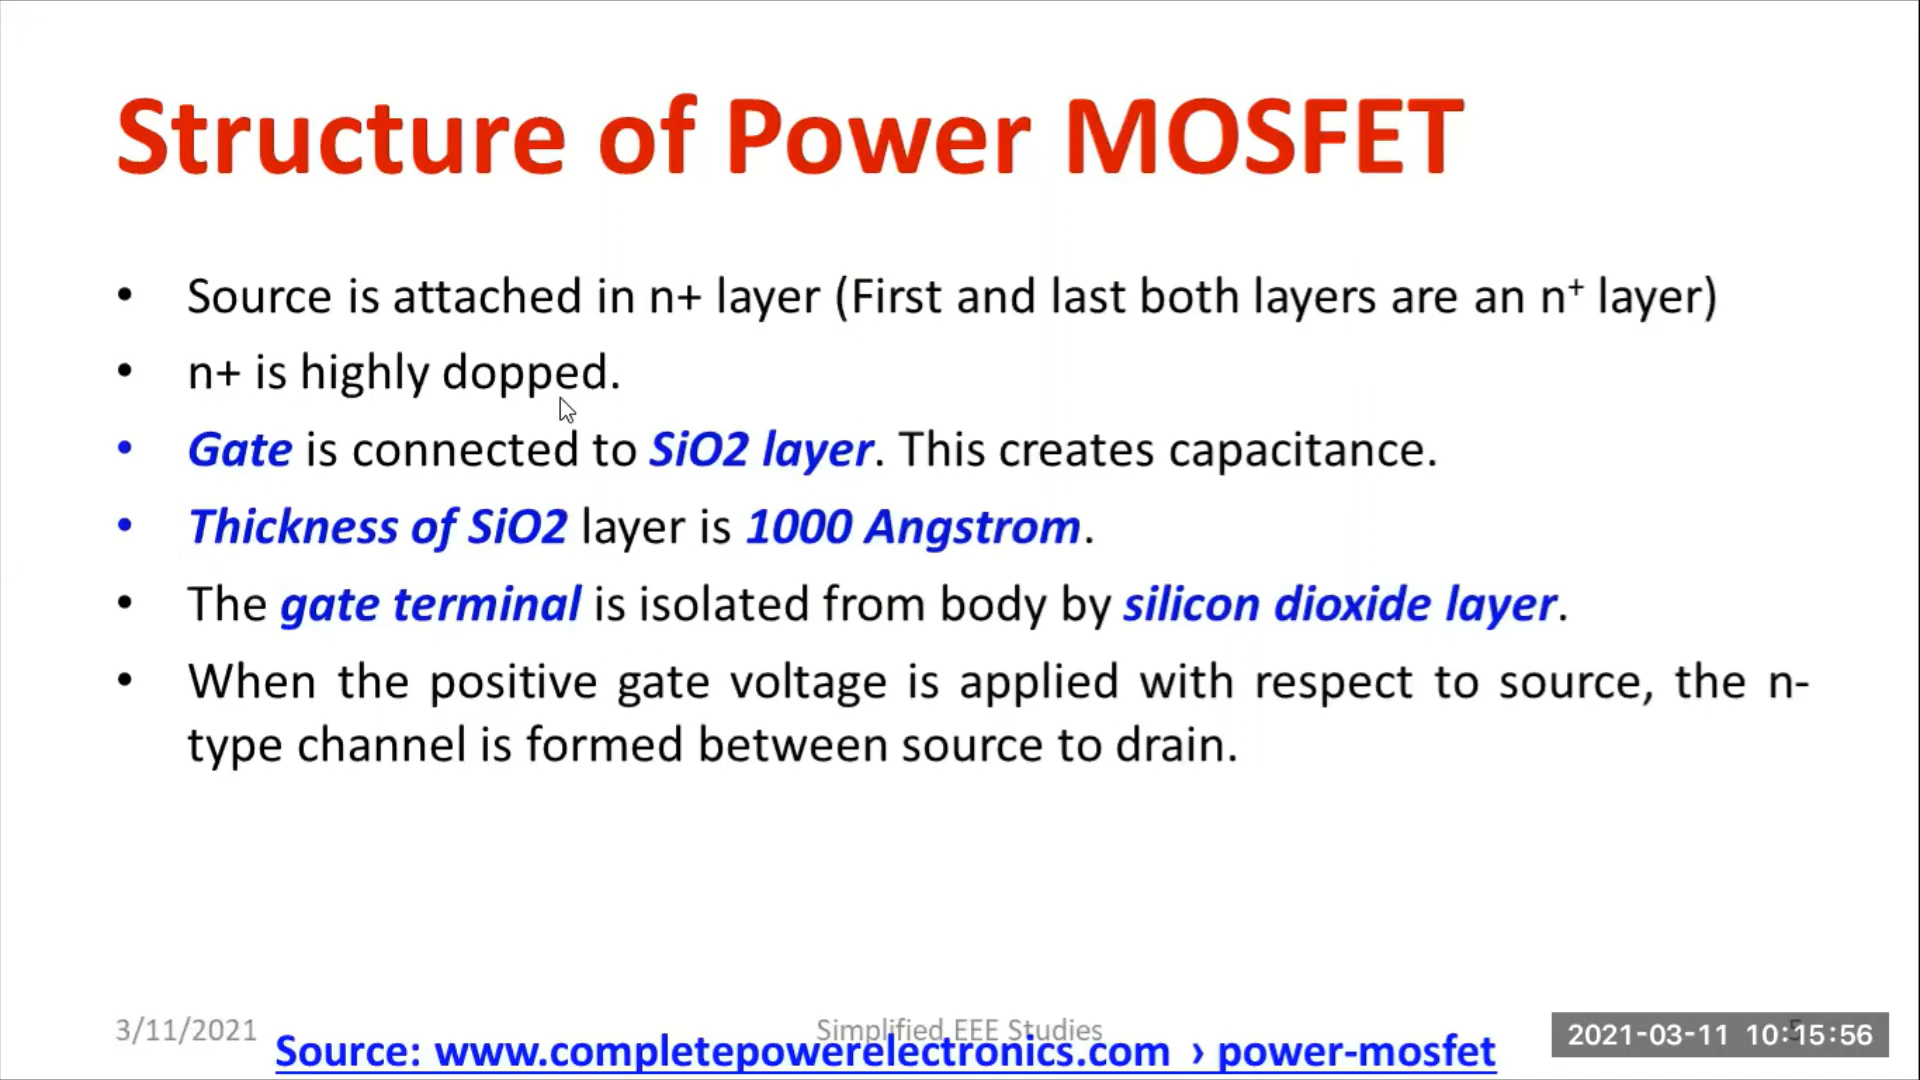 Structure of Power MOSFET
• Source is attached in n+ layer (First and last both layers are an n⁺ layer)
• n+ is highly dopped.
• Gate is connected to SiO2 layer. This creates capacitance.
• Thickness of SiO2 layer is 1000 Angstrom.
• The gate terminal is isolated from body by silicon dioxide layer.
• When the positive gate voltage is applied with respect to source, the n-
type channel is formed between source to drain.
3/11/2021
Simplified EEE Studies
2021-03-11 10:15:56
Source: www.completepowerelectronics.com › power-mosfet